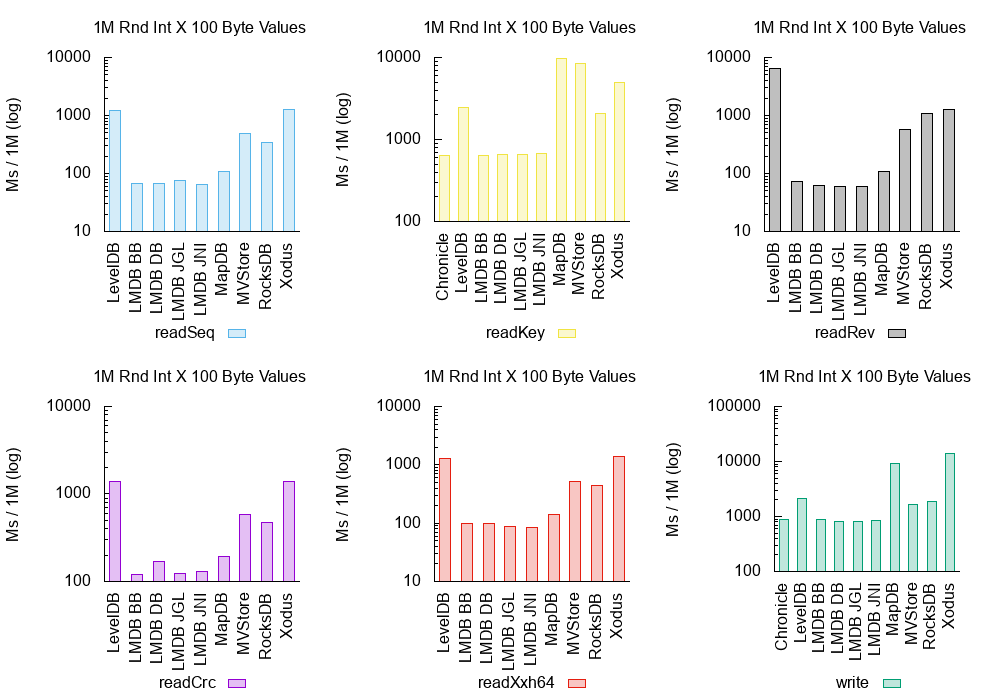 1M Rnd Int X 100 Byte Values
Ms / 1M (log)
10000
1000
100
10
LevelDB
LMDB BB
LMDB DB
LMDB JGL
LMDB JNI
MapDB
MVStore
RocksDB
Xodus
readSeq
1M Rnd Int X 100 Byte Values
Ms / 1M (log)
10000
1000
100
Chronicle
LevelDB
LMDB BB
LMDB DB
LMDB JGL
LMDB JNI
MapDB
MVStore
RocksDB
Xodus
readKey
1M Rnd Int X 100 Byte Values
Ms / 1M (log)
10000
1000
100
10
LevelDB
LMDB BB
LMDB DB
LMDB JGL
LMDB JNI
MapDB
MVStore
RocksDB
Xodus
readRev
1M Rnd Int X 100 Byte Values
Ms / 1M (log)
10000
1000
100
LevelDB
LMDB BB
LMDB DB
LMDB JGL
LMDB JNI
MapDB
MVStore
RocksDB
Xodus
readCrc
1M Rnd Int X 100 Byte Values
Ms / 1M (log)
10000
1000
100
10
LevelDB
LMDB BB
LMDB DB
LMDB JGL
LMDB JNI
MapDB
MVStore
RocksDB
Xodus
readXxh64
1M Rnd Int X 100 Byte Values
Ms / 1M (log)
100000
10000
1000
100
Chronicle
LevelDB
LMDB BB
LMDB DB
LMDB JGL
LMDB JNI
MapDB
MVStore
RocksDB
Xodus
write